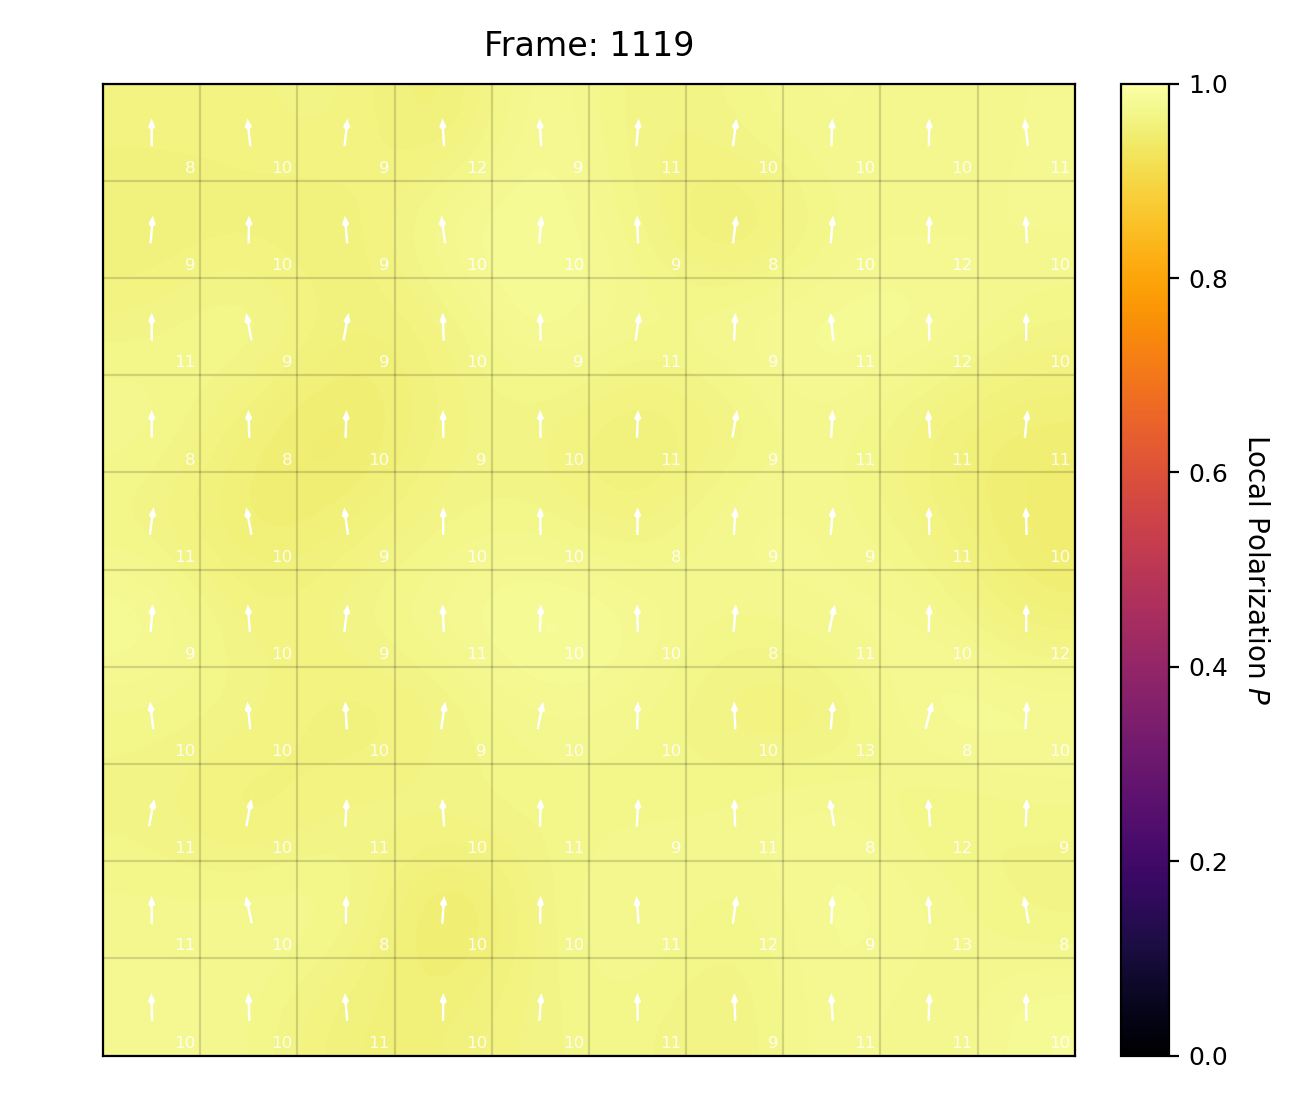 Frame: 1119
8 10 9 12 9 11 10 10 10 11
9 10 9 10 10 9 8 10 12 10
11 9 9 10 9 11 9 11 12 10
8 8 10 9 10 11 9 11 11 11
11 10 9 10 10 8 9 9 11 10
9 10 9 11 10 10 8 11 10 12
10 10 10 9 10 10 10 13 8 10
11 10 11 10 11 9 11 8 12 9
11 10 8 10 10 11 12 9 13 8
10 10 11 10 10 11 9 11 11 10
1.0
0.8
0.6
0.4
0.2
0.0
Local Polarization P